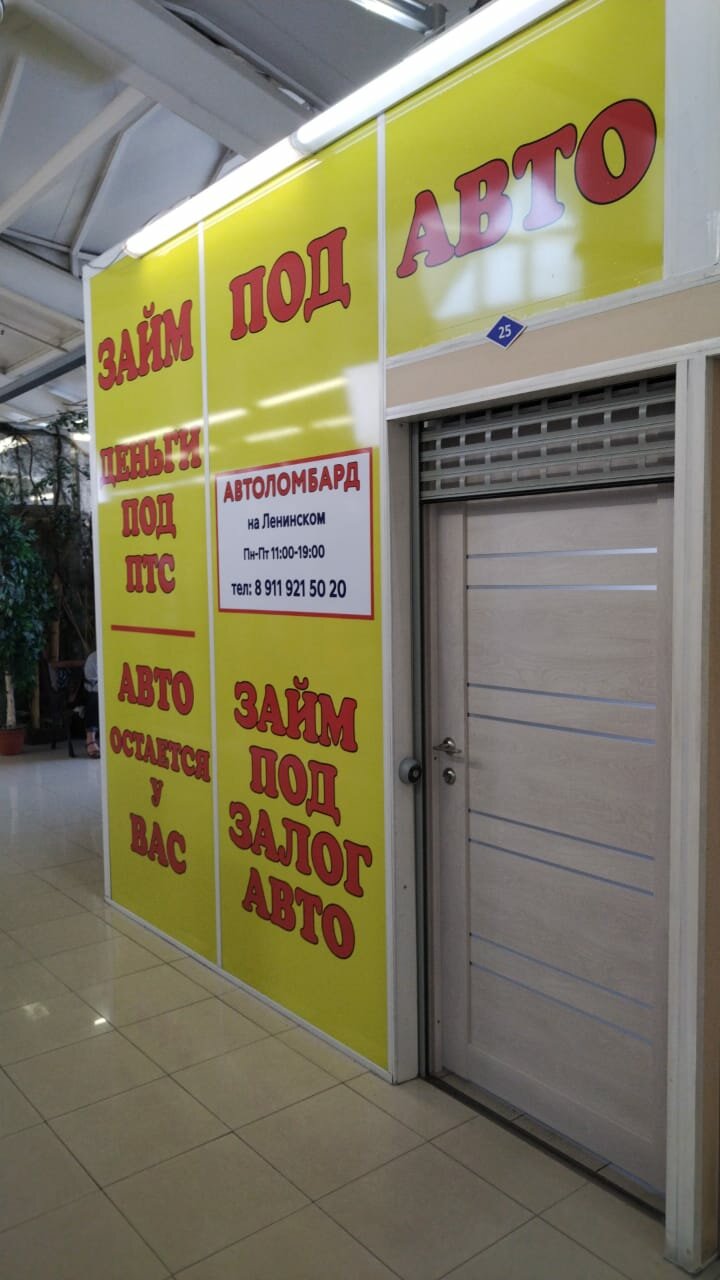 ЗАЙМ ПОД АВТО
25
ДЕНЬГИ
ПОД
ПТС
АВТО
ОСТАЕТСЯ
У
ВАС
АВТОЛОМБАРД
на Ленинском
Пн-Пт 11:00-19:00
тел: 8 911 921 50 20
ЗАЙМ
ПОД
ЗАЛОГ
АВТО